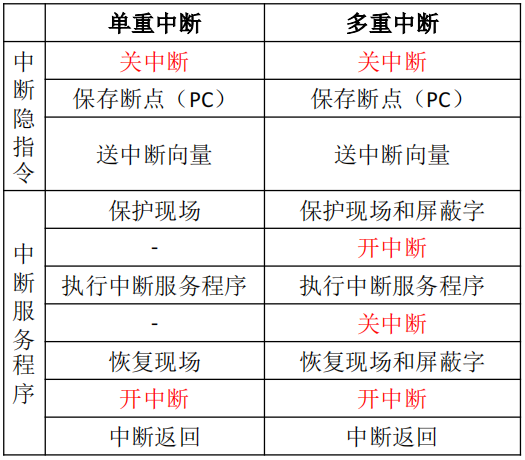 单重中断 多重中断
中断隐指令
关中断 关中断
保存断点（PC） 保存断点（PC）
送中断向量 送中断向量
中断服务程序
保护现场 保护现场和屏蔽字
- 开中断
执行中断服务程序 执行中断服务程序
- 关中断
恢复现场 恢复现场和屏蔽字
开中断 开中断
中断返回 中断返回